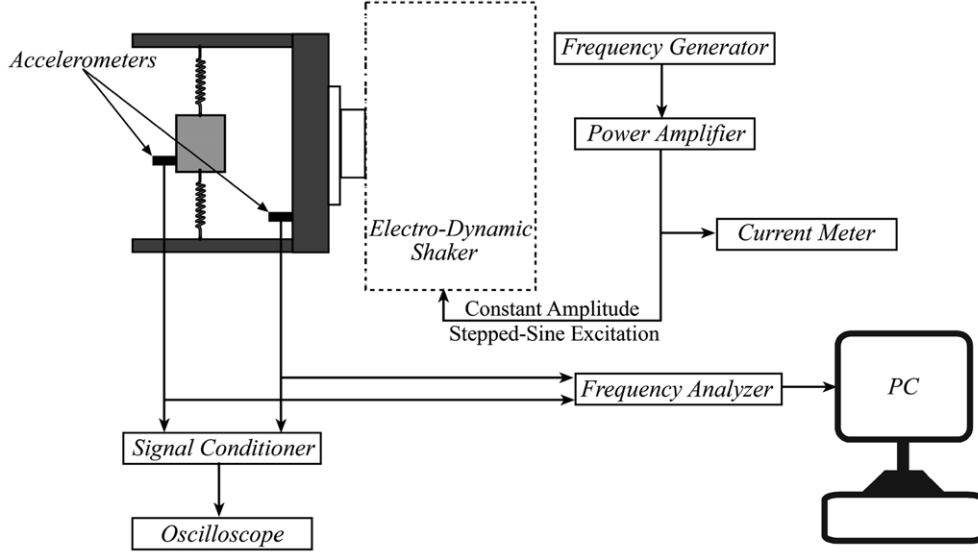 Accelerometers
Frequency Generator
Power Amplifier
Electro-Dynamic
Shaker
Current Meter
Constant Amplitude
Stepped-Sine Excitation
Frequency Analyzer
PC
Signal Conditioner
Oscilloscope